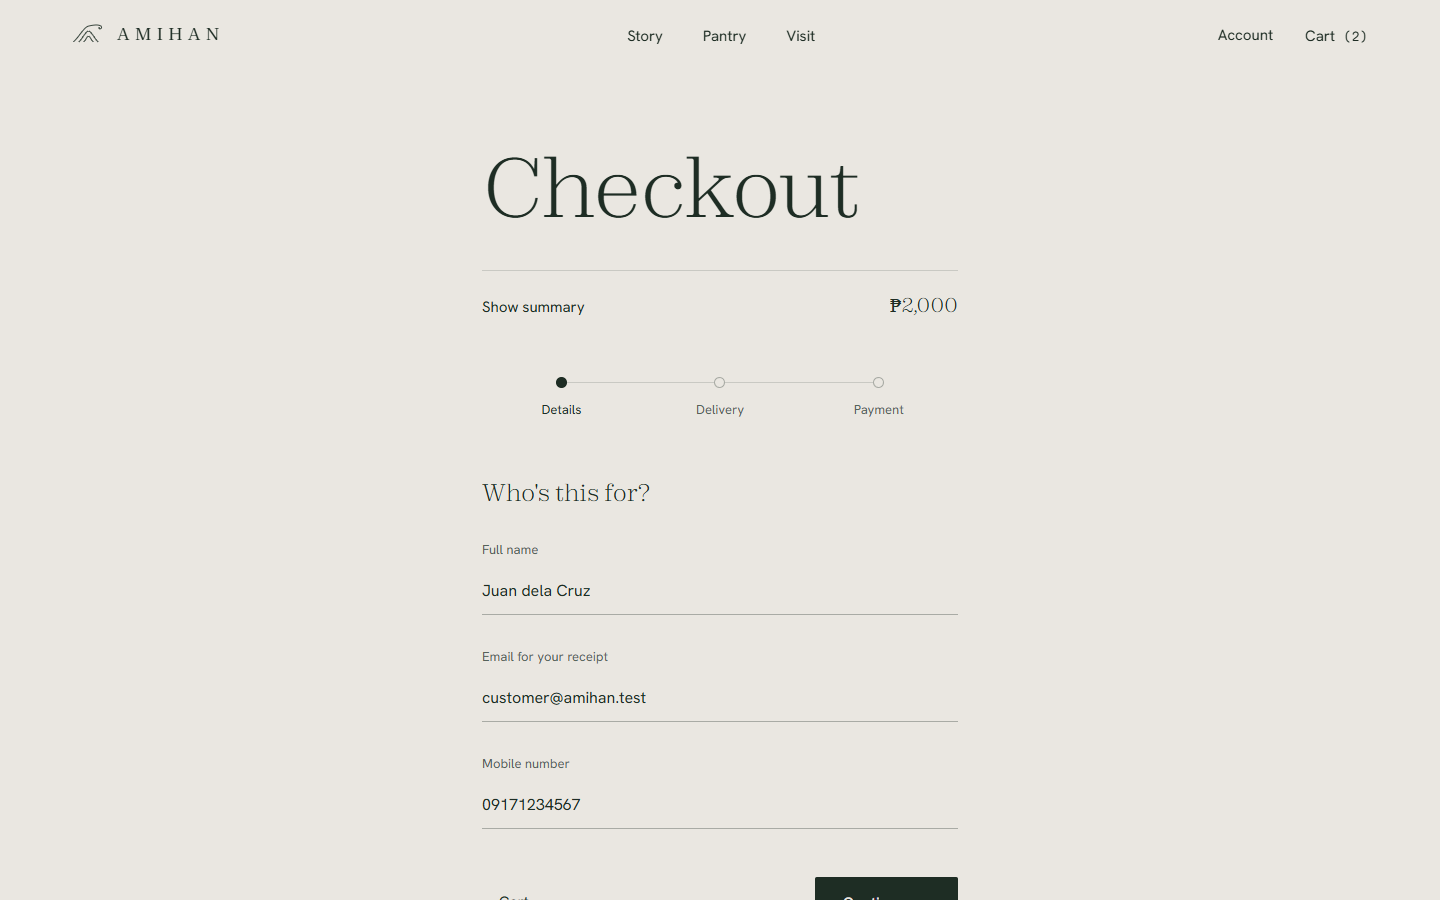 AMIHAN
Story Pantry Visit
Account Cart (2)
Checkout
Show summary ₱2,000
Details Delivery Payment
Who's this for?
Full name
Juan dela Cruz
Email for your receipt
customer@amihan.test
Mobile number
09171234567